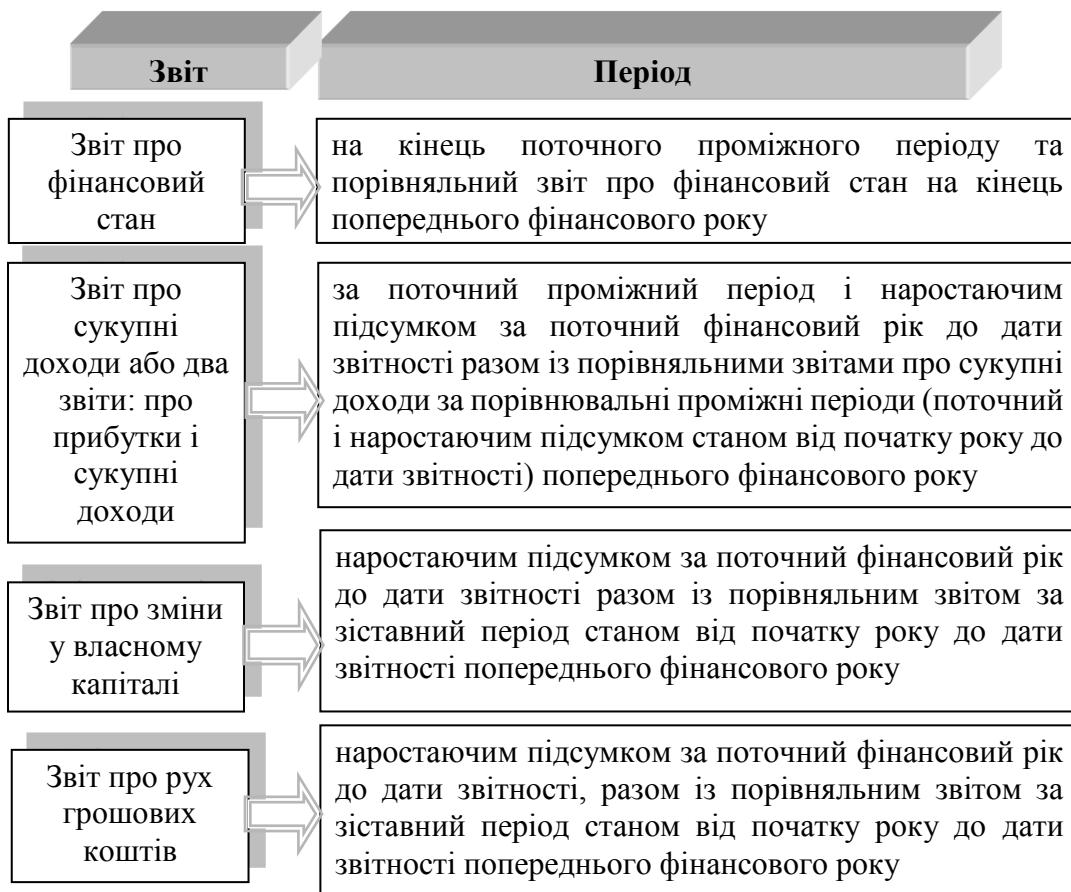 Звіт
Період
Звіт про
фінансовий
стан
на кінець поточного проміжного періоду та
порівняльний звіт про фінансовий стан на кінець
попереднього фінансового року
Звіт про
сукупні
доходи або два
звіти: про
прибутки і
сукупні
доходи
за поточний проміжний період і наростаючим
підсумком за поточний фінансовий рік до дати
звітності разом із порівняльними звітами про сукупні
доходи за порівнювальні проміжні періоди (поточний
і наростаючим підсумком станом від початку року до
дати звітності) попереднього фінансового року
Звіт про зміни
у власному
капіталі
наростаючим підсумком за поточний фінансовий рік
до дати звітності разом із порівняльним звітом за
зіставний період станом від початку року до дати
звітності попереднього фінансового року
Звіт про рух
грошових
коштів
наростаючим підсумком за поточний фінансовий рік
до дати звітності, разом із порівняльним звітом за
зіставний період станом від початку року до дати
звітності попереднього фінансового року